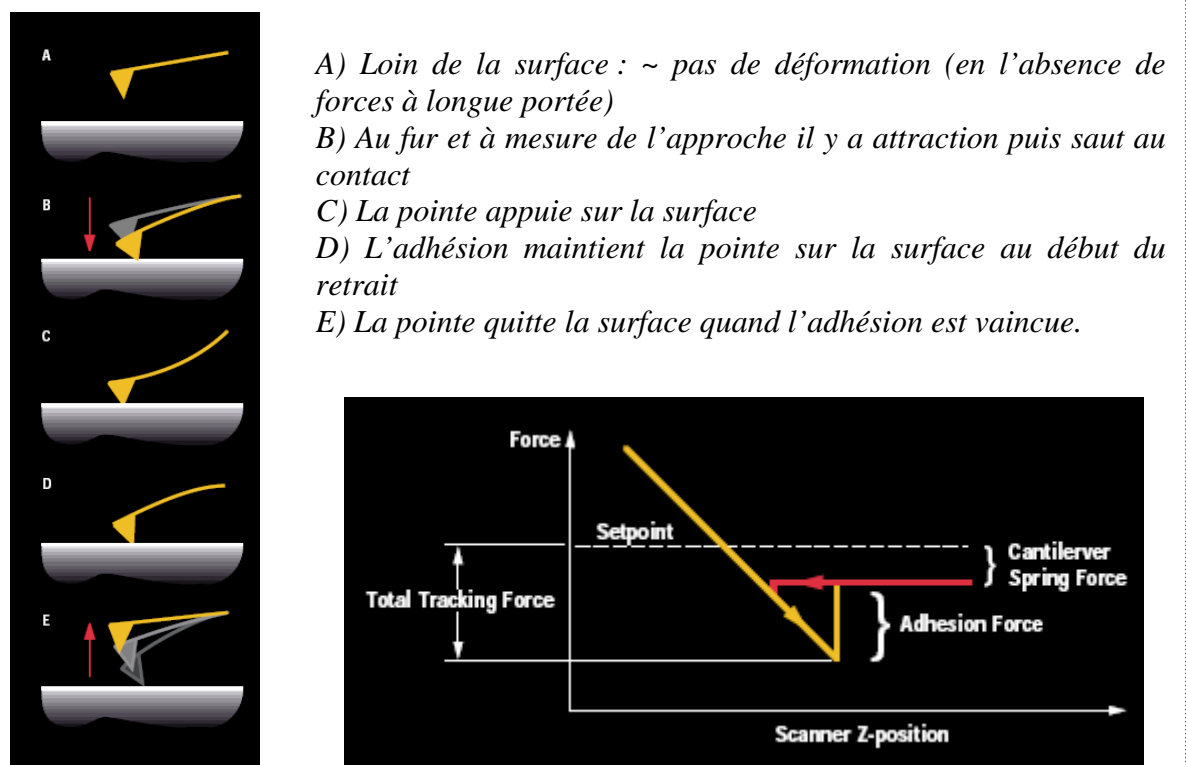 A
B
C
D
E
A) Loin de la surface : ~ pas de déformation (en l’absence de
forces à longue portée)
B) Au fur et à mesure de l’approche il y a attraction puis saut au
contact
C) La pointe appuie sur la surface
D) L’adhésion maintient la pointe sur la surface au début du
retrait
E) La pointe quitte la surface quand l’adhésion est vaincue.
Force
Setpoint
Cantilerver
Spring Force
Total Tracking Force
Adhesion Force
Scanner Z-position